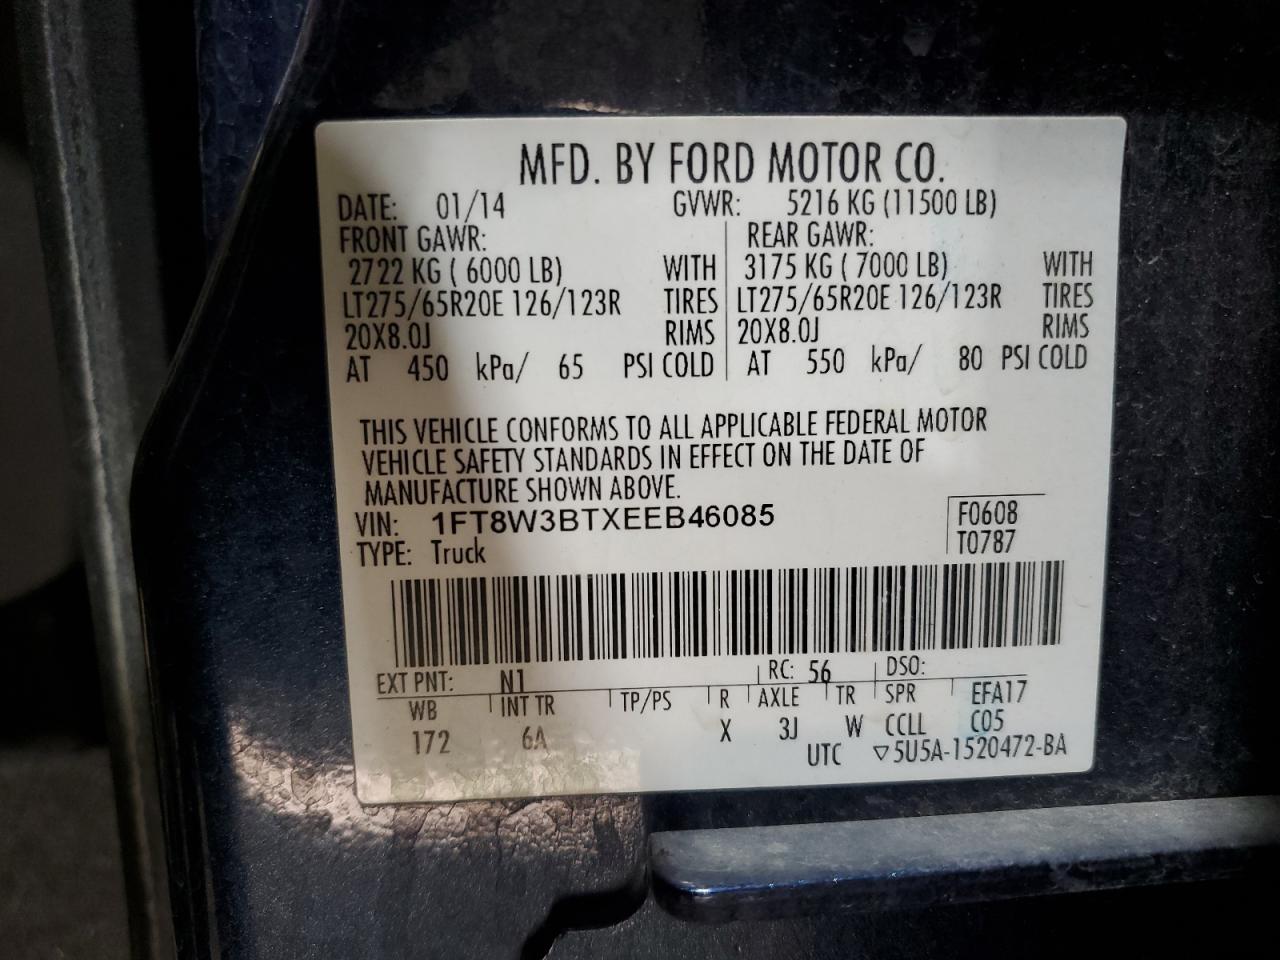 MFD. BY FORD MOTOR CO.
DATE: 01/14 GVWR: 5216 KG (11500 LB)
FRONT GAWR: REAR GAWR:
2722 KG ( 6000 LB) WITH 3175 KG ( 7000 LB) WITH
LT275/65R20E 126/123R TIRES LT275/65R20E 126/123R TIRES
20X8.0J RIMS 20X8.0J RIMS
AT 450 kPa/ 65 PSI COLD AT 550 kPa/ 80 PSI COLD
THIS VEHICLE CONFORMS TO ALL APPLICABLE FEDERAL MOTOR
VEHICLE SAFETY STANDARDS IN EFFECT ON THE DATE OF
MANUFACTURE SHOWN ABOVE.
VIN: 1FT8W3BTXEEB46085 F0608
TYPE: Truck T0787
EXT PNT: N1 RC: 56 DSO:
WB INT TR TP/PS R AXLE TR SPR EFA17
172 6A X 3J W CCLL C05
UTC ▽5U5A-1520472-BA